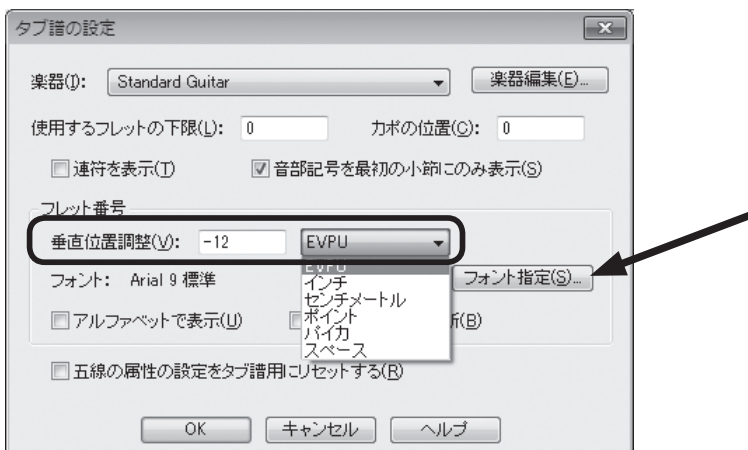 タブ譜の設定
楽器(I): Standard Guitar 楽器編集(E)...
使用するフレットの下限(L): 0 カポの位置(C): 0
連符を表示(T) 音部記号を最初の小節にのみ表示(S)
フレット番号
垂直位置調整(V): -12 EVPU
EVPU
フォント: Arial 9 標準 インチ フォント指定(S)...
センチメートル
アルファベットで表示(U) ポイント (B)
パイカ
スペース
五線の属性の設定をタブ譜用にリセットする(R)
OK キャンセル ヘルプ